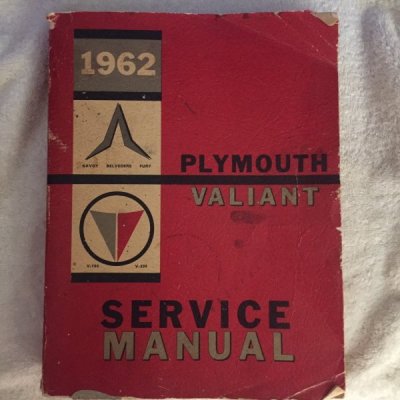 1962
SAVOY BELVEDERE FURY
PLYMOUTH
VALIANT
V-100 V-200
SERVICE
MANUAL